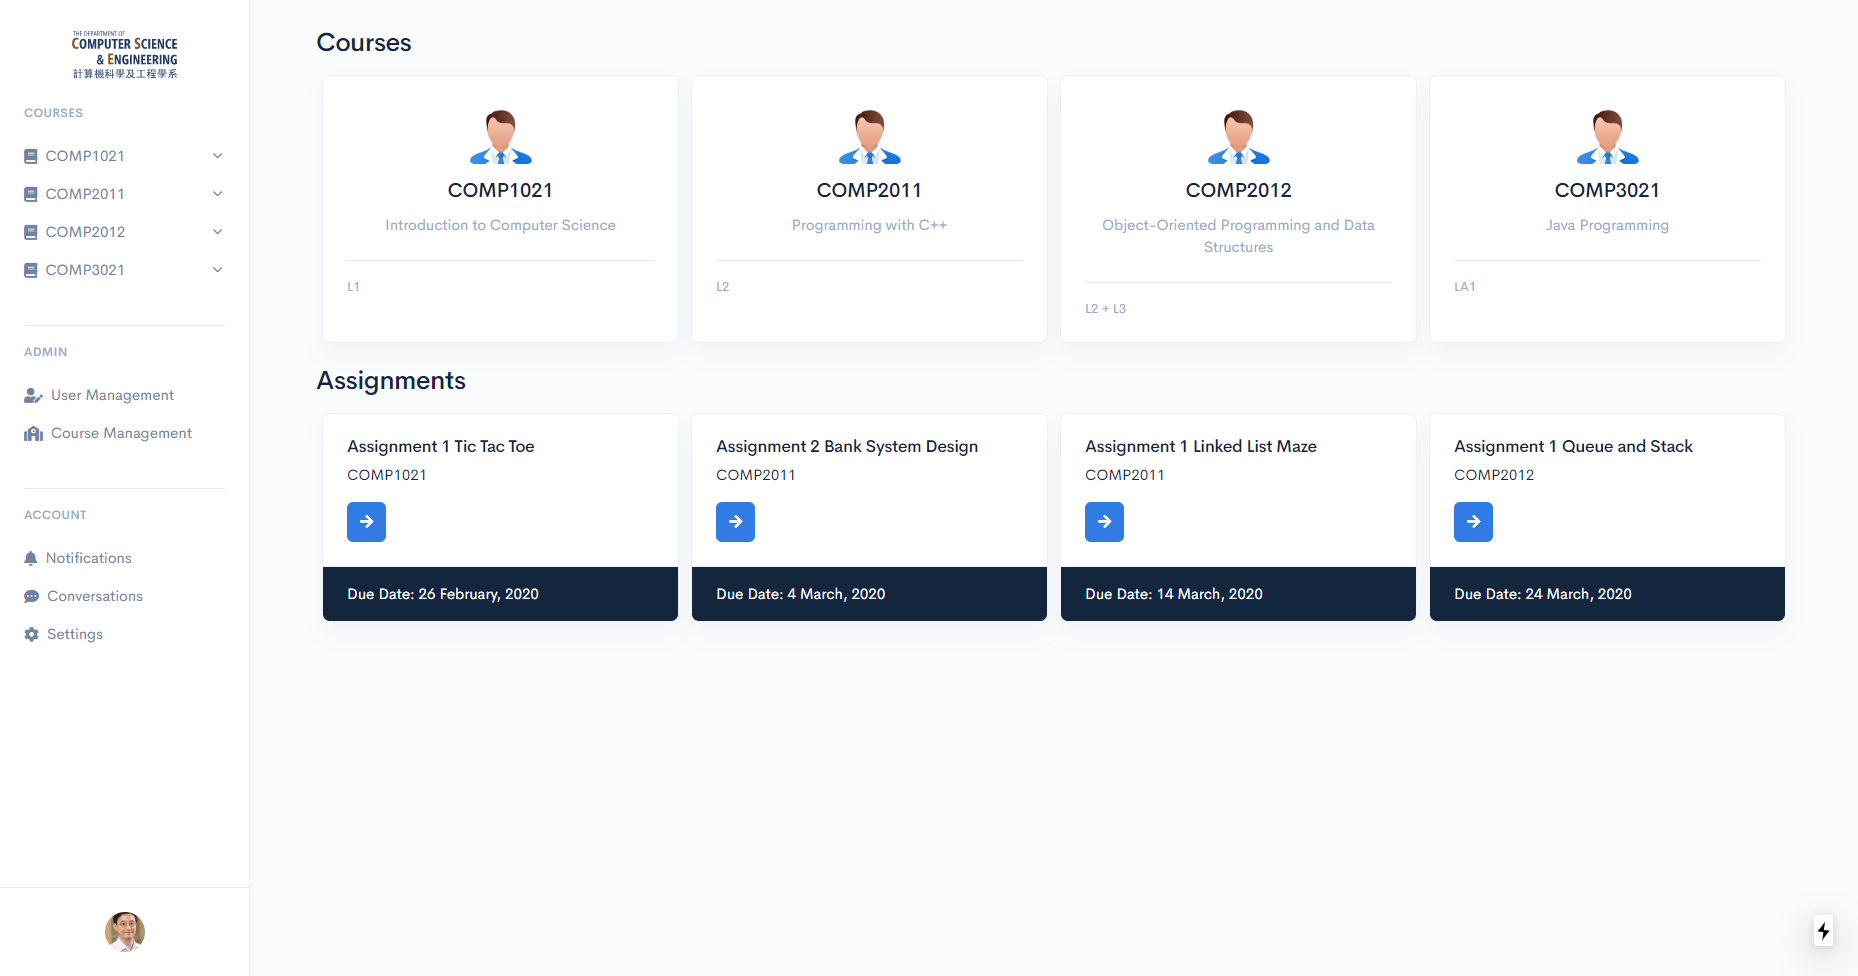 THE DEPARTMENT OF
COMPUTER SCIENCE
& ENGINEERING
計算機科學及工程學系
COURSES
COMP1021
COMP2011
COMP2012
COMP3021
ADMIN
User Management
Course Management
ACCOUNT
Notifications
Conversations
Settings
Courses
COMP1021
Introduction to Computer Science
L1
COMP2011
Programming with C++
L2
COMP2012
Object-Oriented Programming and Data
Structures
L2 + L3
COMP3021
Java Programming
LA1
Assignments
Assignment 1 Tic Tac Toe
COMP1021
Due Date: 26 February, 2020
Assignment 2 Bank System Design
COMP2011
Due Date: 4 March, 2020
Assignment 1 Linked List Maze
COMP2011
Due Date: 14 March, 2020
Assignment 1 Queue and Stack
COMP2012
Due Date: 24 March, 2020